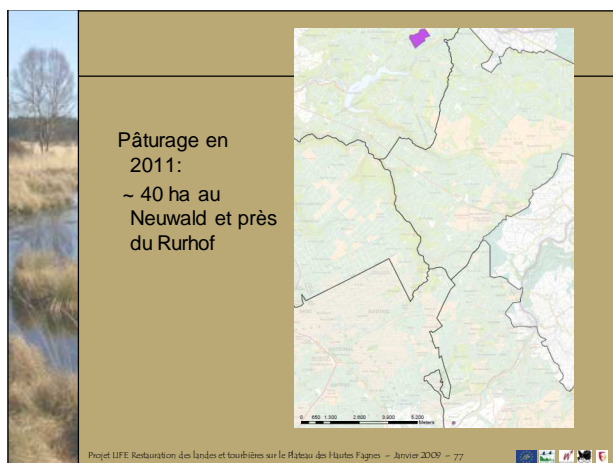 Pâturage en
2011:
~ 40 ha au
Neuwald et près
du Rurhof
0 650 1.300 2.600 3.900 5.200
Meters
Projet LIFE Restauration des landes et tourbières sur le Plateau des Hautes Fagnes – Janvier 2009 – 77